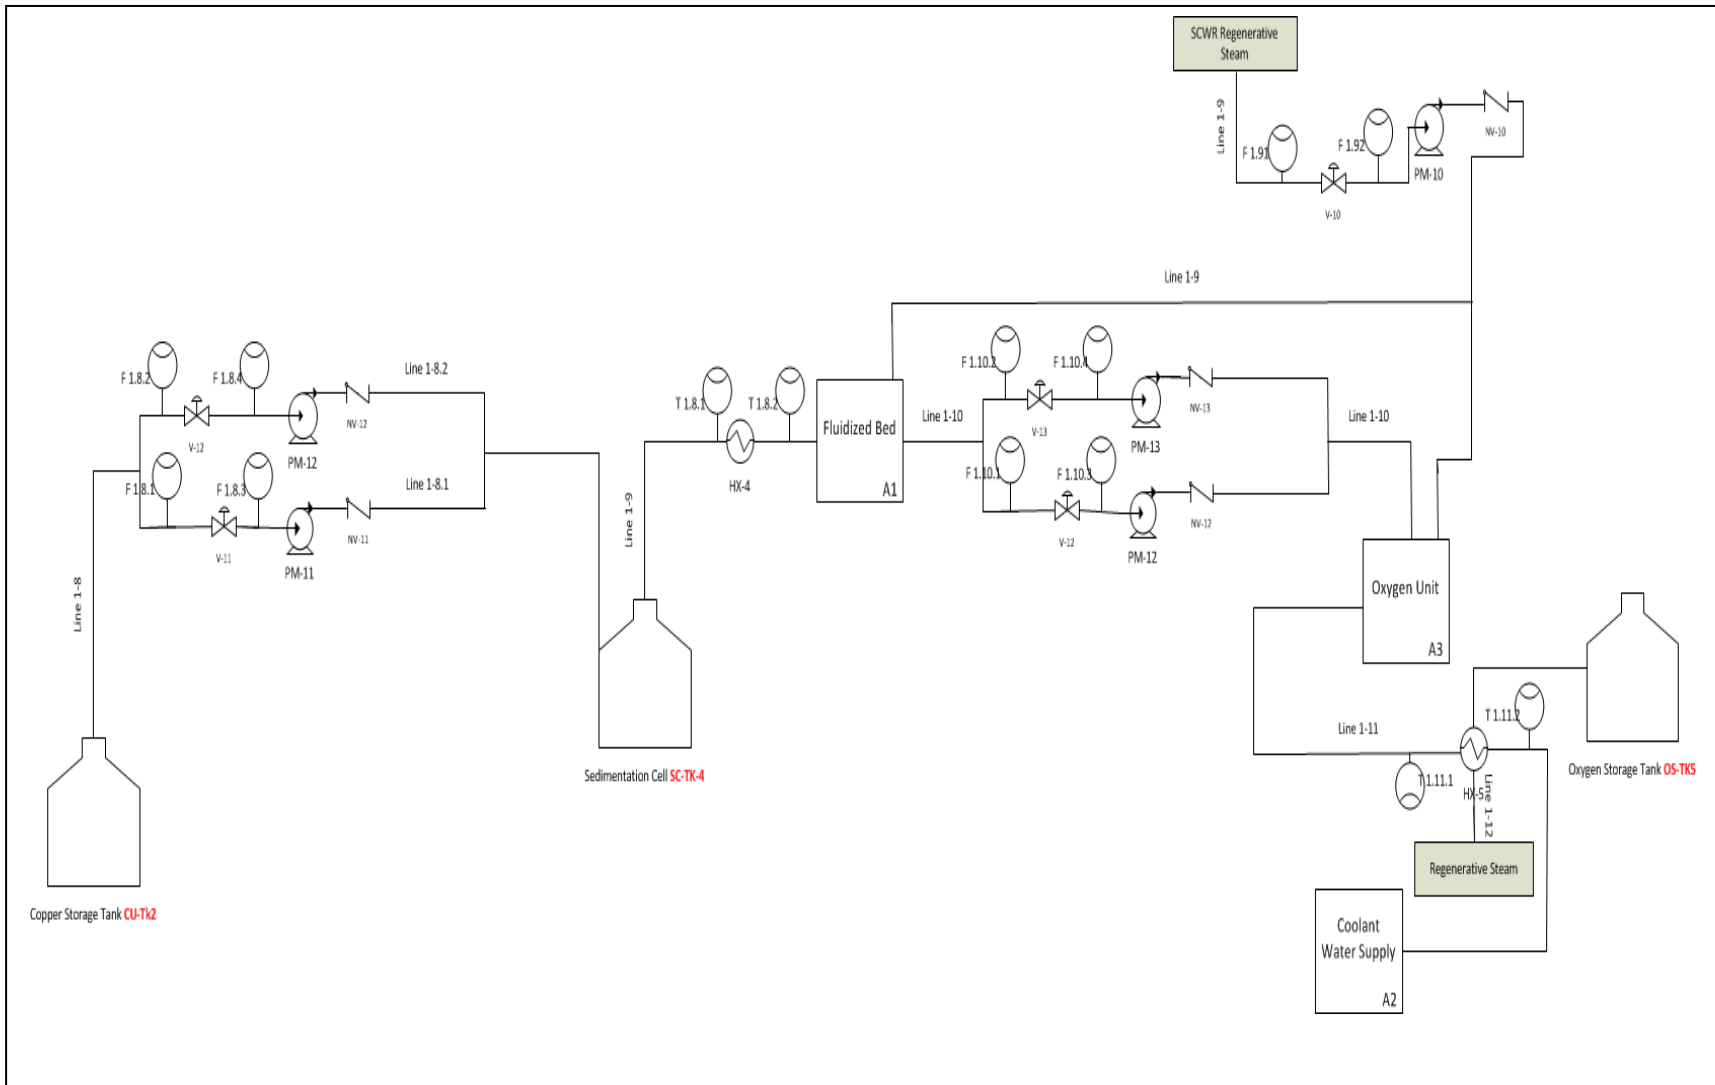 SCWR Regenerative
Steam
Line 1-9
F 1.91
F 1.92
V-10
PM-10
NV-10
Line 1-9
F 1.8.2
F 1.8.4
Line 1-8.2
V-12
NV-12
PM-12
F 1.8.1
F 1.8.3
Line 1-8.1
V-11
NV-11
PM-11
Line 1-8
Copper Storage Tank CU-Tk2
Line 1-9
Sedimentation Cell SC-TK-4
T 1.8.1
T 1.8.2
HX-4
Fluidized Bed
A1
Line 1-10
F 1.10.2
F 1.10.4
V-13
NV-13
PM-13
F 1.10.1
F 1.10.3
V-12
NV-12
PM-12
Line 1-10
Oxygen Unit
A3
Line 1-11
T 1.11.1
T 1.11.2
HX-5
Line 1-12
Oxygen Storage Tank OS-TK5
Regenerative Steam
Coolant
Water Supply
A2